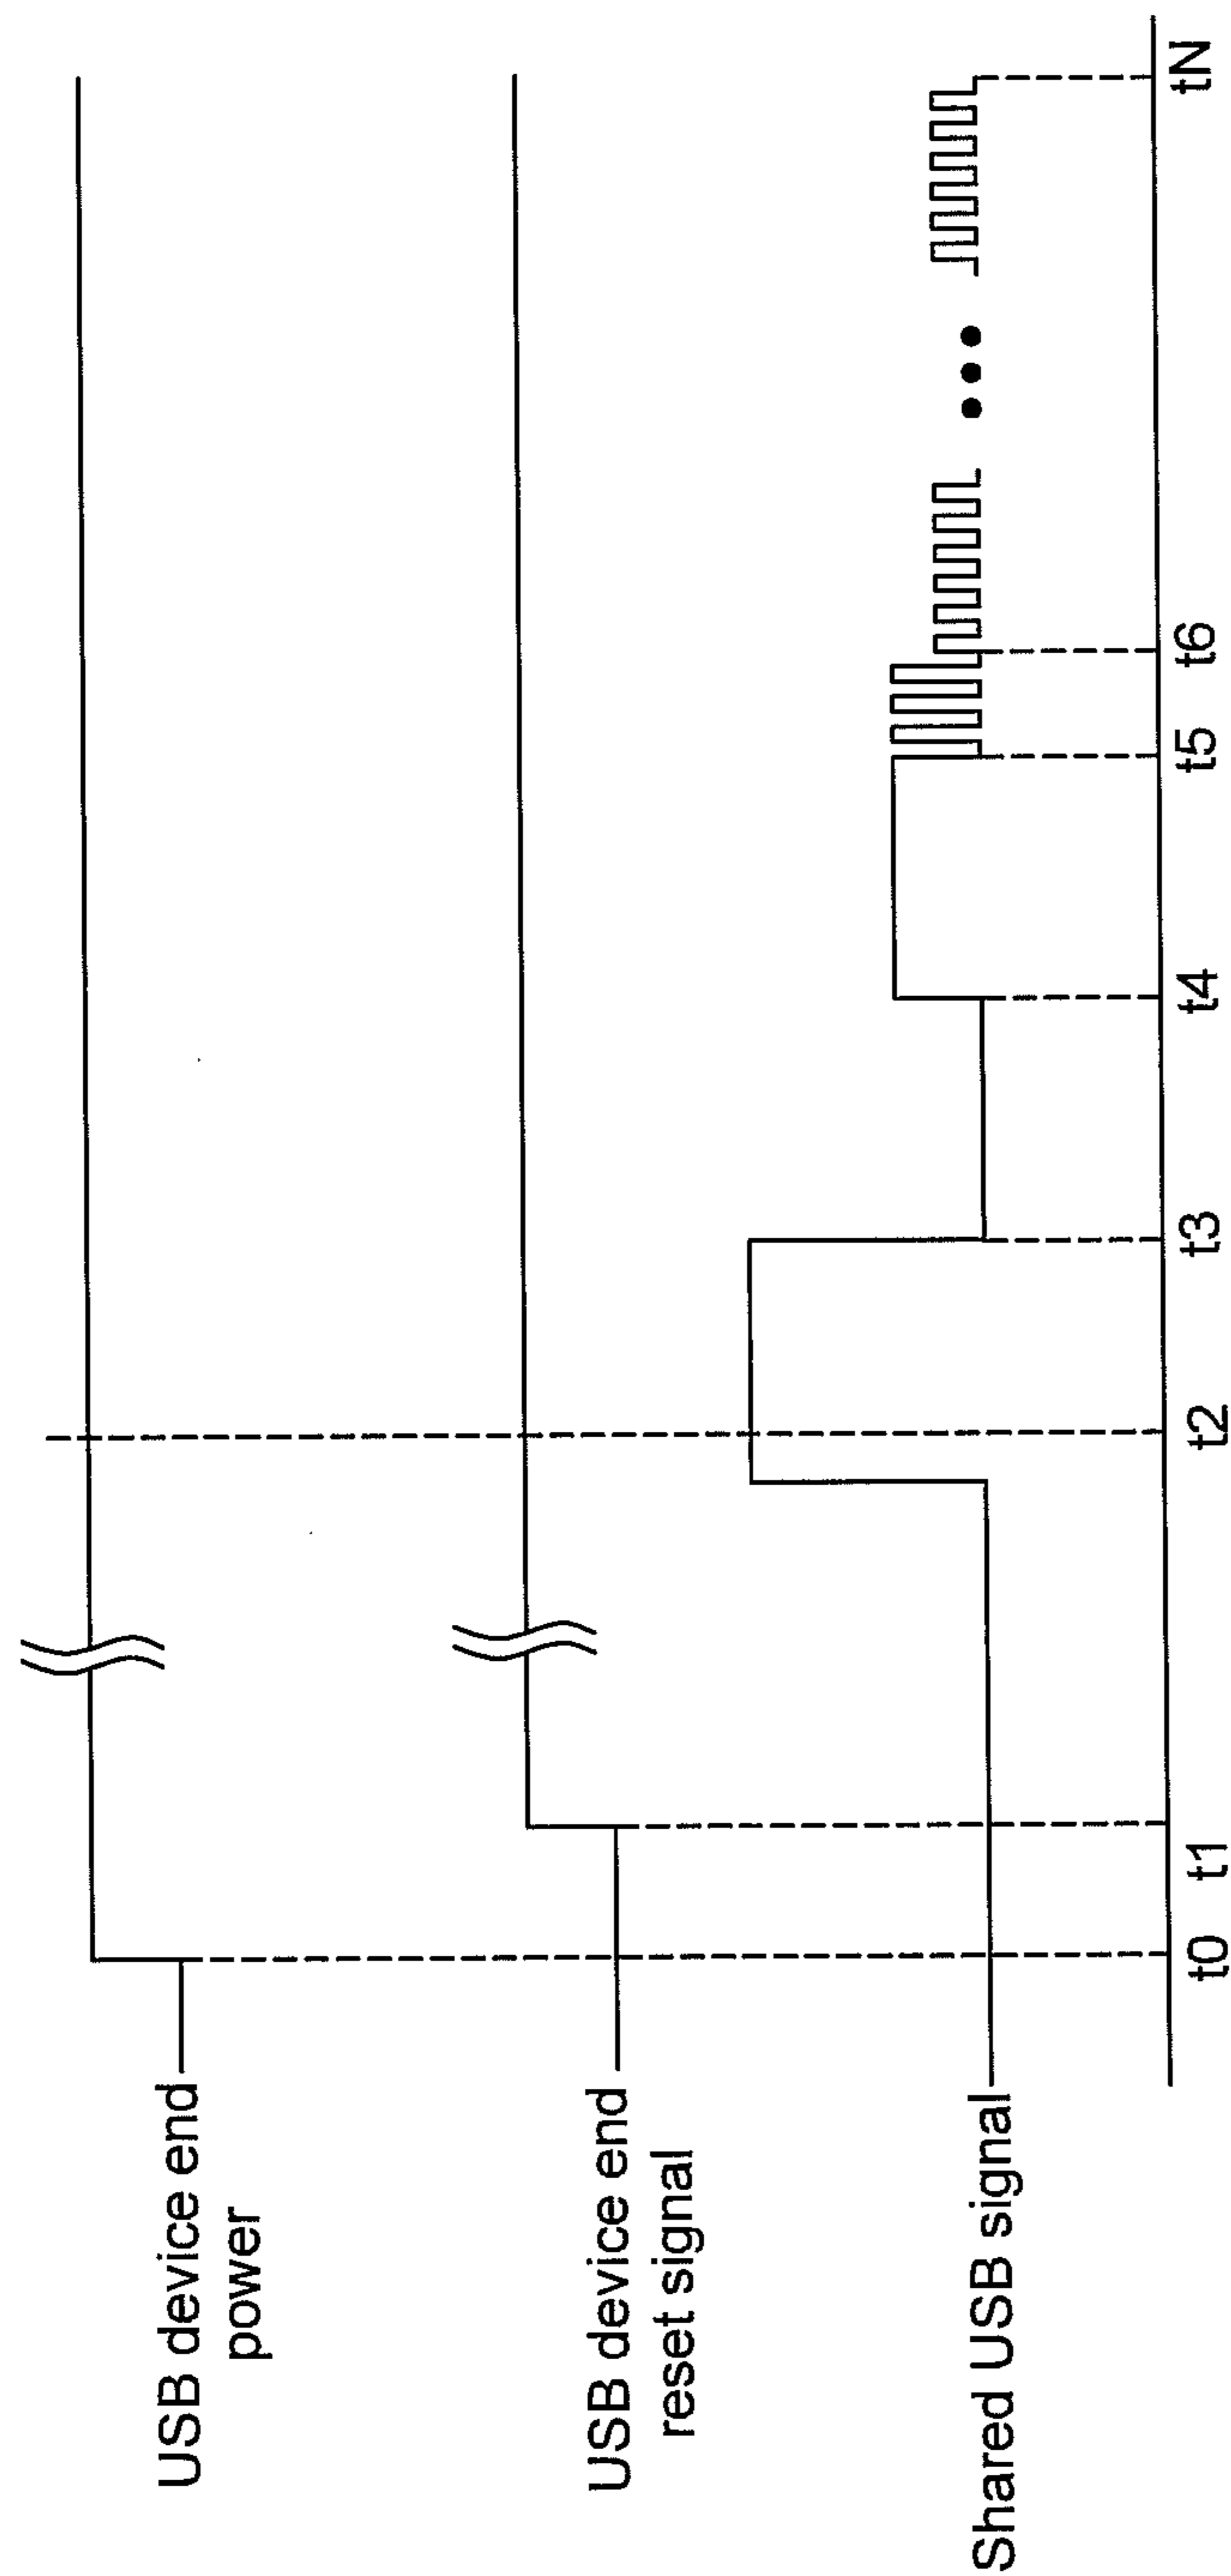 USB device end
power
USB device end
reset signal
Shared USB signal
t0
t1
t2
t3
t4
t5
t6
tN